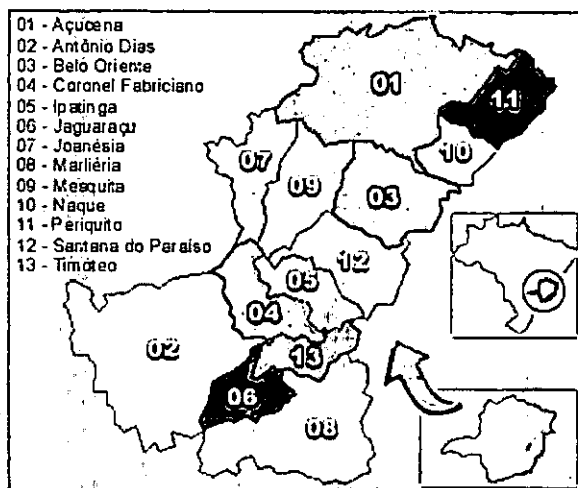 01 - Açucena
02 - Antônio Dias
03 - Belo Oriente
04 - Coronel Fabriciano
05 - Ipatinga
06 - Jaguaraçu
07 - Joanésia
08 - Marliéria
09 - Mesquita
10 - Naque
11 - Periquito
12 - Santana do Paraíso
13 - Timóteo
01
11
10
07
09
03
12
05
04
02
13
06
08